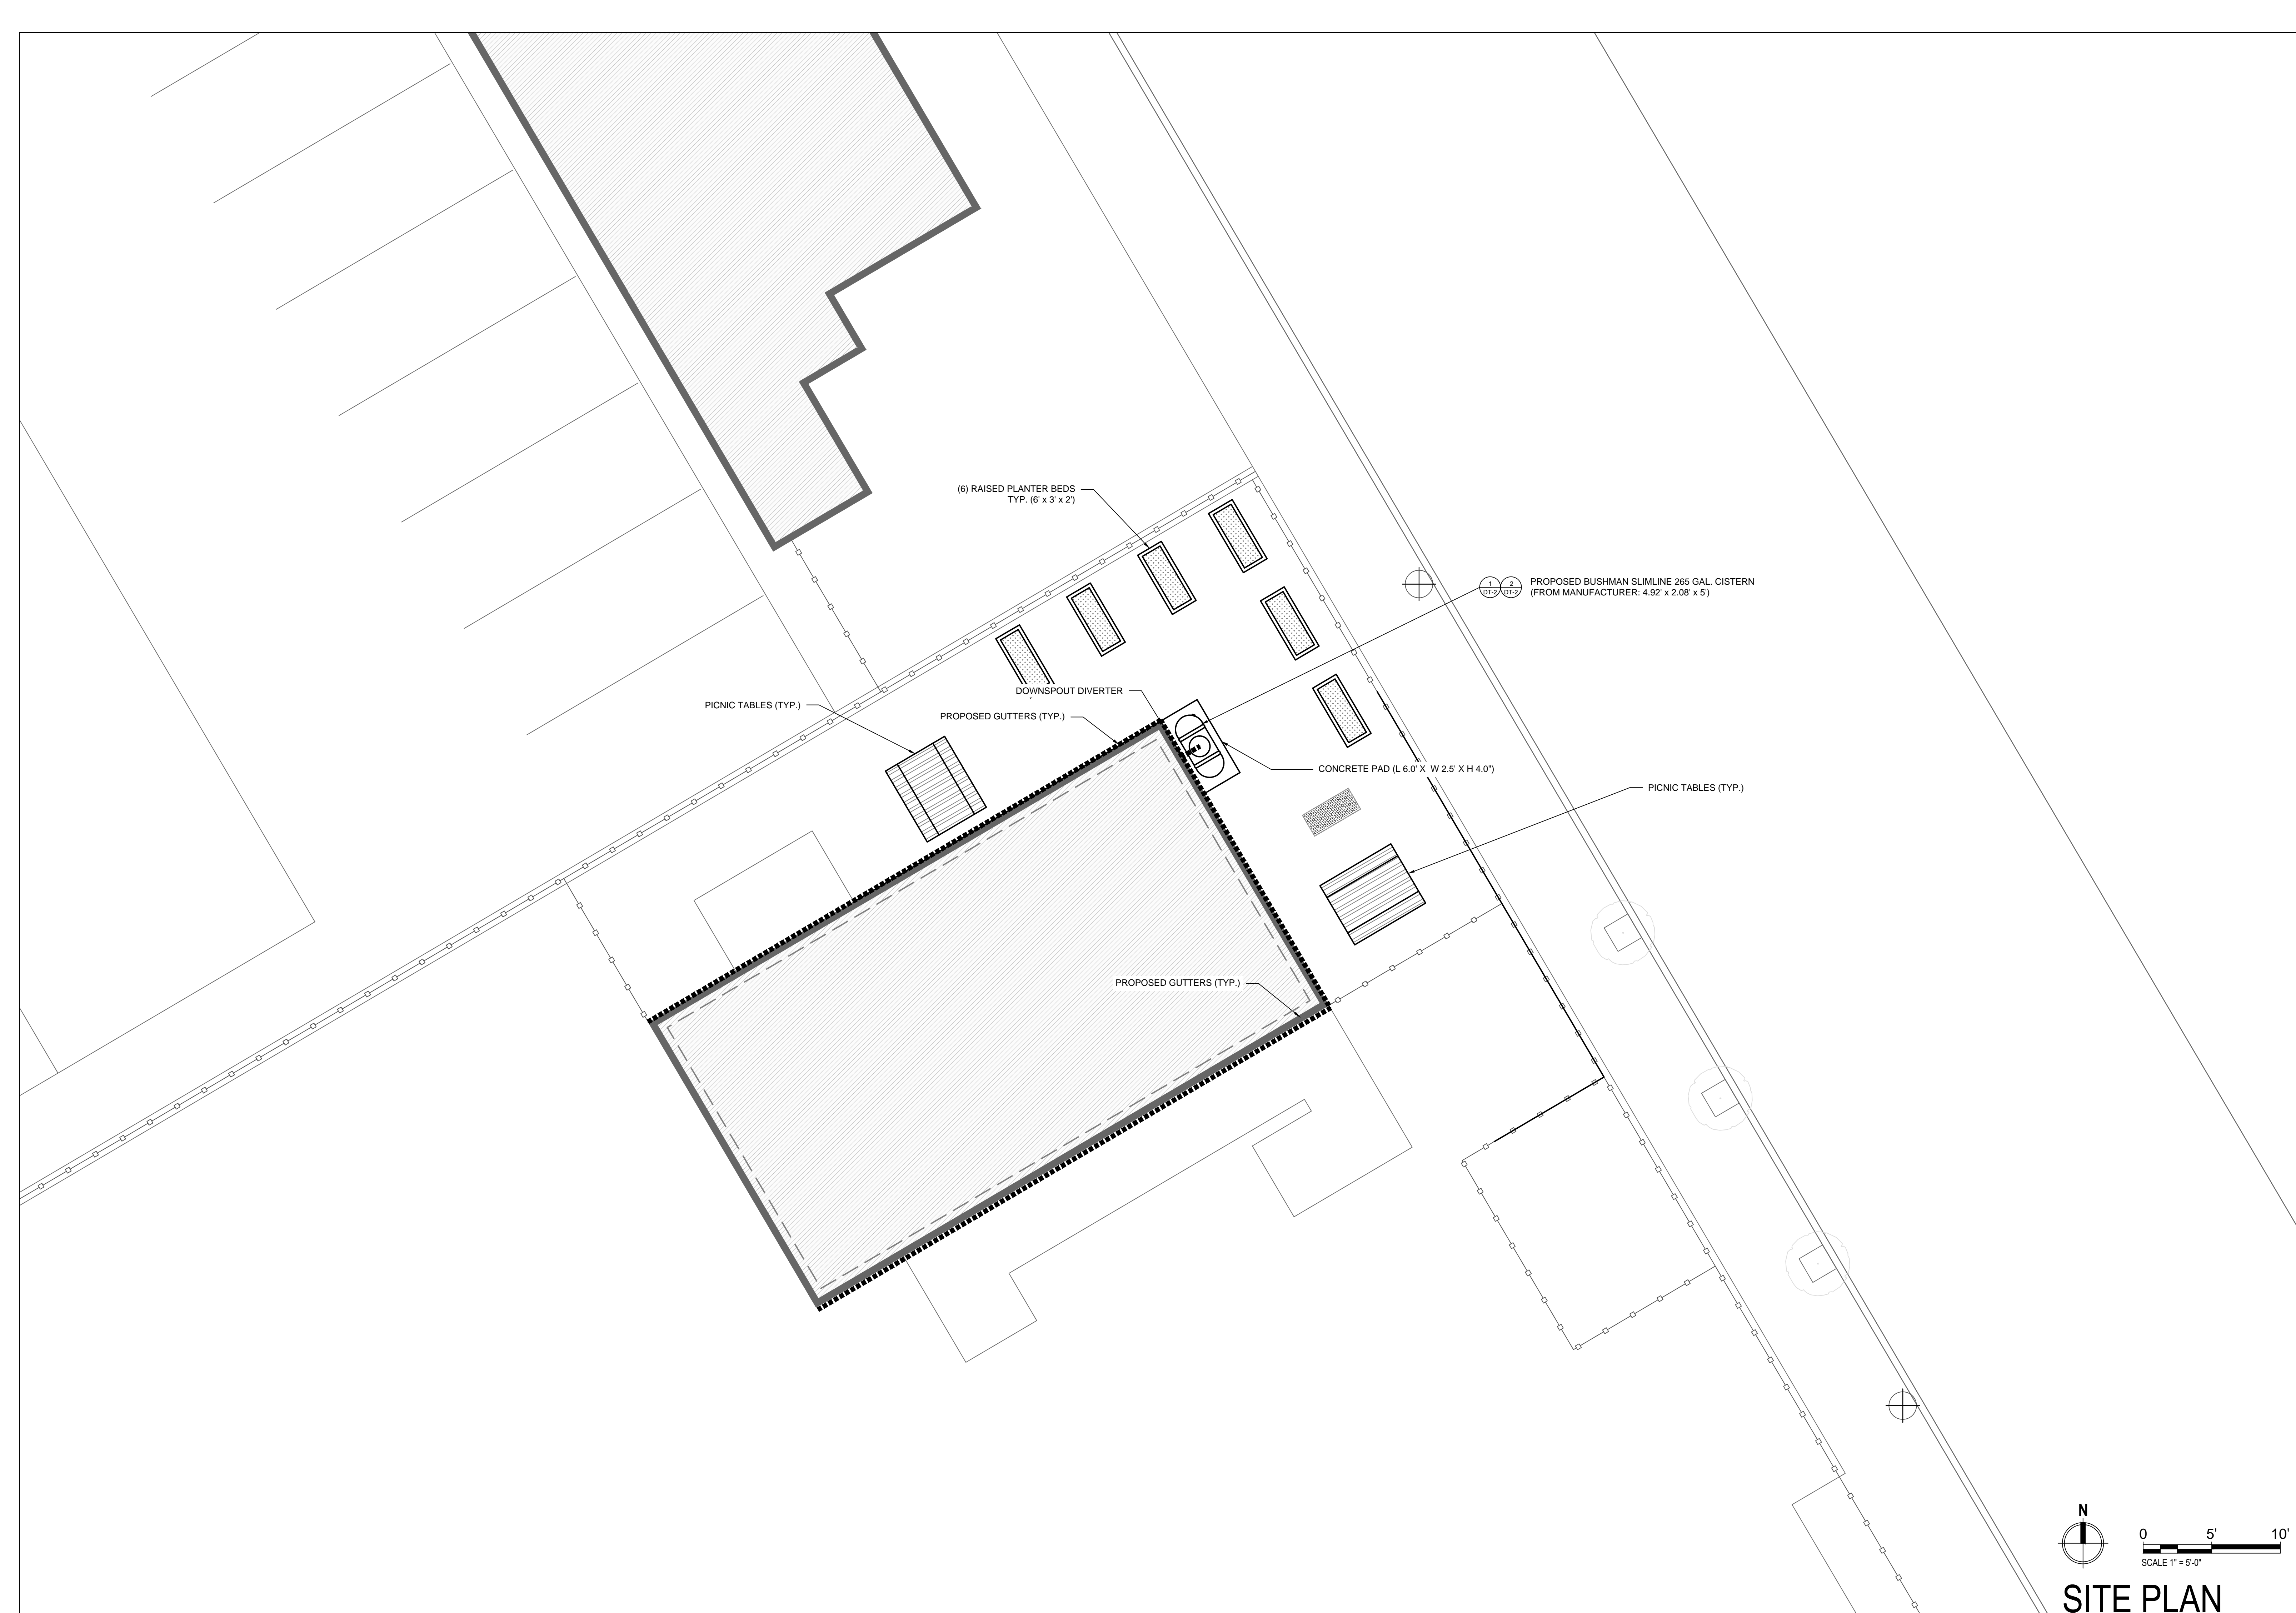 (6) RAISED PLANTER BEDS
TYP. (6' x 3' x 2')
1
DT-2
2
DT-2
PROPOSED BUSHMAN SLIMLINE 265 GAL. CISTERN
(FROM MANUFACTURER: 4.92' x 2.08' x 5')
DOWNSPOUT DIVERTER
PICNIC TABLES (TYP.)
PROPOSED GUTTERS (TYP.)
CONCRETE PAD (L 6.0' X W 2.5' X H 4.0")
PICNIC TABLES (TYP.)
PROPOSED GUTTERS (TYP.)
N
0 5' 10'
SCALE 1" = 5'-0"
SITE PLAN